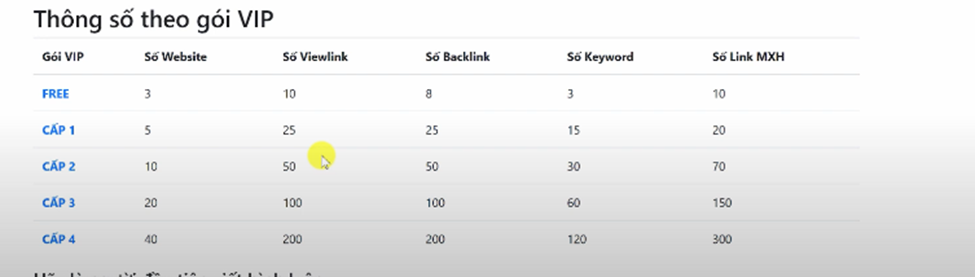 Thông số theo gói VIP
Gói VIP Số Website Số Viewlink Số Backlink Số Keyword Số Link MXH
FREE 3 10 8 3 10
CẤP 1 5 25 25 15 20
CẤP 2 10 50 50 30 70
CẤP 3 20 100 100 60 150
CẤP 4 40 200 200 120 300